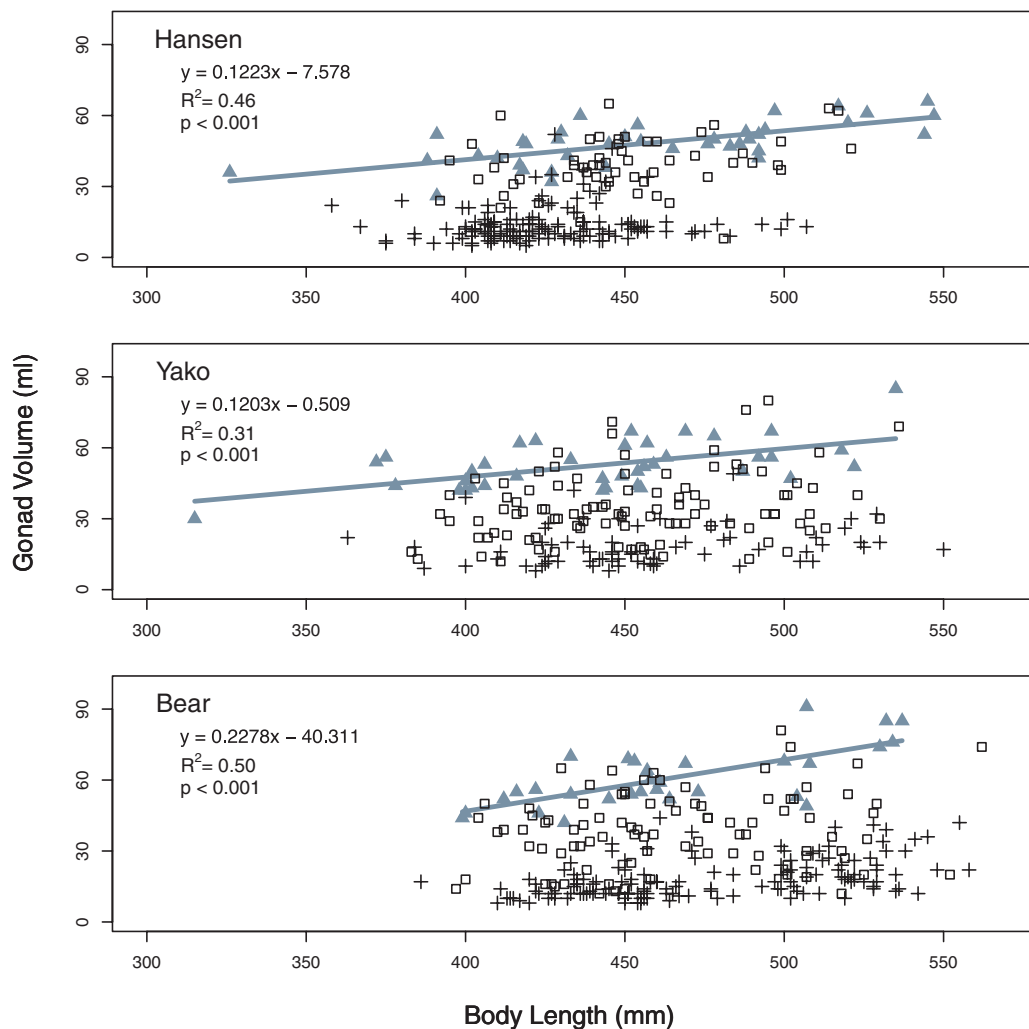 Hansen
y = 0.1223x − 7.578
R²= 0.46
p < 0.001
0
30
60
90
300
400
450
500
550
Gonad Volume (ml)
Yako
y = 0.1203x − 0.509
R²= 0.31
p < 0.001
0
30
60
90
300
400
450
500
550
Bear
y = 0.2278x − 40.311
R²= 0.50
p < 0.001
0
30
60
90
300
400
450
500
550
Body Length (mm)